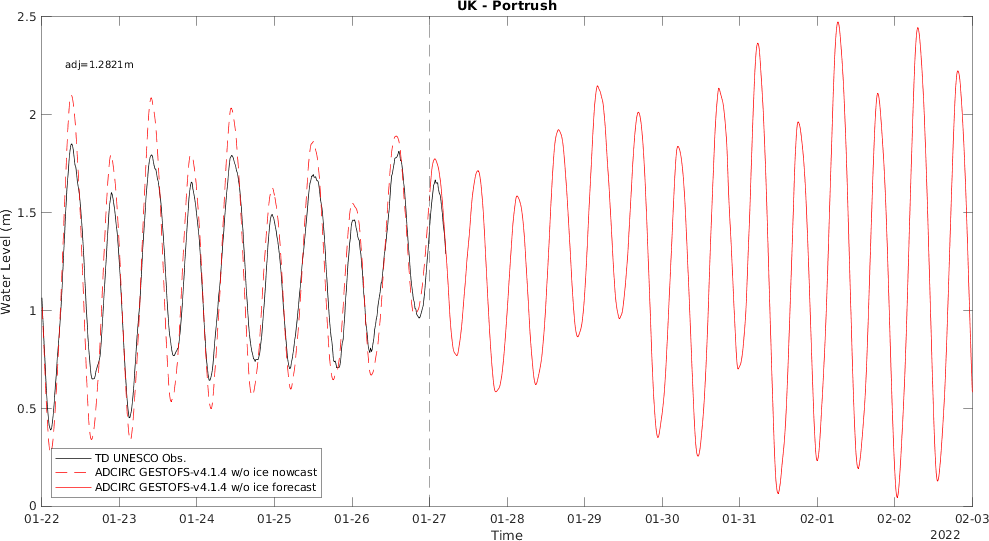 UK - Portrush
2.5
adj=1.2821m
2
1.5
Water Level (m)
1
0.5
TD UNESCO Obs.
ADCIRC GESTOFS-v4.1.4 w/o ice nowcast
ADCIRC GESTOFS-v4.1.4 w/o ice forecast
0
01-22 01-23 01-24 01-25 01-26 01-27 01-28 01-29 01-30 01-31 02-01 02-02 02-03
Time
2022